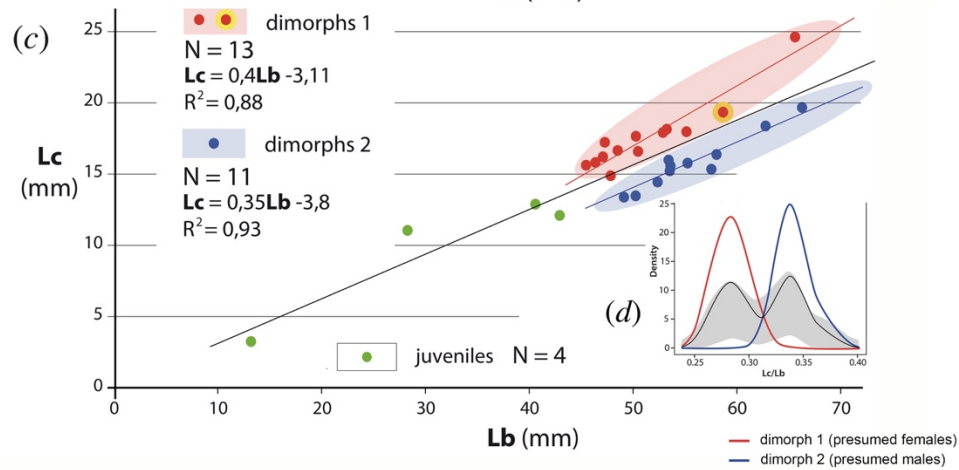 (c)
dimorphs 1
N = 13
Lc = 0,4Lb -3,11
R²= 0,88
dimorphs 2
N = 11
Lc = 0,35Lb -3,8
R²= 0,93
Lc
(mm)
25
20
15
10
5
0
0 10 20 30 40 50 60 70
Lb (mm)
juveniles N = 4
(d)
Density
25
20
15
10
5
0
0.25 0.30 0.35 0.40
Lc/Lb
dimorph 1 (presumed females)
dimorph 2 (presumed males)